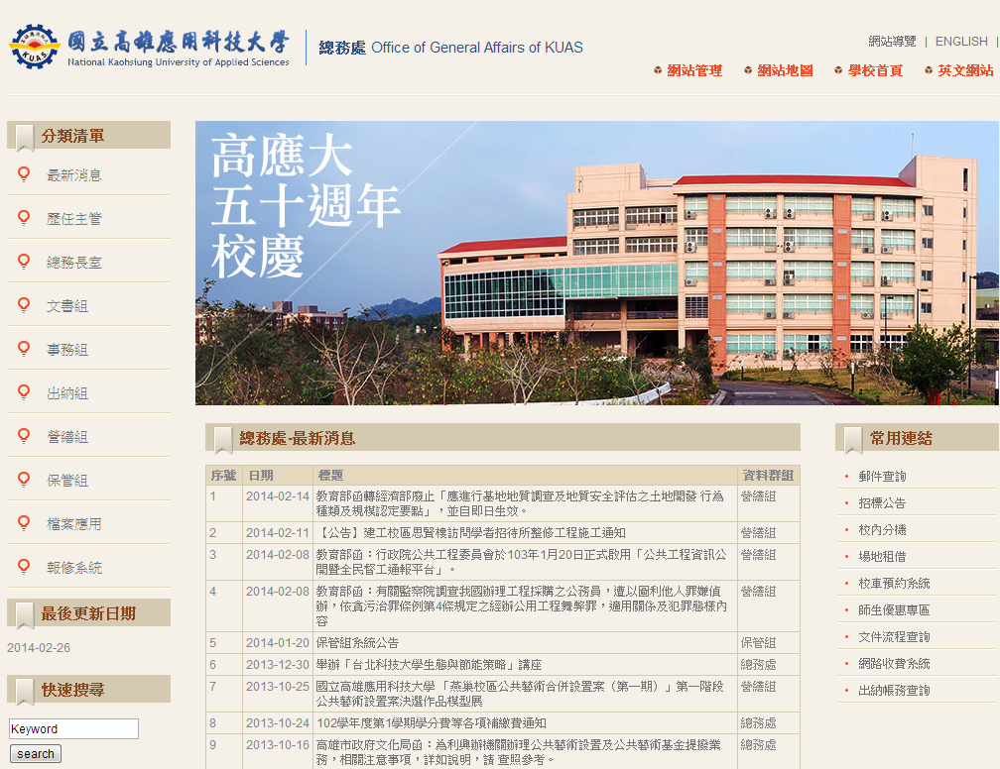 國立高雄應用科技大學
National Kaohsiung University of Applied Sciences
KUAS
總務處 Office of General Affairs of KUAS
網站導覽 | ENGLISH |
網站管理 網站地圖 學校首頁 英文網站
分類清單
最新消息
歷任主管
總務長室
文書組
事務組
出納組
營繕組
保管組
檔案應用
報修系統
最後更新日期
2014-02-26
快速搜尋
Keyword
search
高應大
五十週年
校慶
總務處-最新消息
序號 日期 標題 資料群組
1 2014-02-14 教育部函轉經濟部廢止「應進行基地地質調查及地質安全評估之土地開發 行為 營繕組
種類及規模認定要點」，並自即日生效。
2 2014-02-11 【公告】建工校區思賢樓訪問學者招待所整修工程施工通知 營繕組
3 2014-02-08 教育部函：行政院公共工程委員會於103年1月20日正式啟用「公共工程資訊公 營繕組
開暨全民督工通報平台」。
4 2014-02-08 教育部函：有關監察院調查我國辦理工程採購之公務員，遭以圖利他人罪嫌偵 營繕組
辦，依貪污治罪條例第4條規定之經辦公用工程舞弊罪，適用關係及犯罪態樣內
容
5 2014-01-20 保管組系統公告 保管組
6 2013-12-30 舉辦「台北科技大學生態與節能策略」講座 總務處
7 2013-10-25 國立高雄應用科技大學 「燕巢校區公共藝術合併設置案（第一期）」第一階段 營繕組
公共藝術設置案決選作品模型展
8 2013-10-24 102學年度第1學期學分費等各項補繳費通知 總務處
9 2013-10-16 高雄市政府文化局函：為利興辦機關辦理公共藝術設置及公共藝術基金提撥業 總務處
務，相關注意事項，詳如說明，請 查照參考。
常用連結
郵件查詢
招標公告
校內分機
場地租借
校車預約系統
師生優惠專區
文件流程查詢
網路收費系統
出納帳務查詢